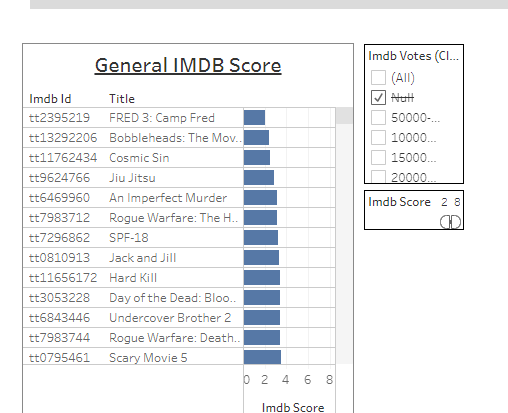 General IMDB Score
Imdb Id Title
tt2395219 FRED 3: Camp Fred
tt13292206 Bobbleheads: The Mov..
tt11762434 Cosmic Sin
tt9624766 Jiu Jitsu
tt6469960 An Imperfect Murder
tt7983712 Rogue Warfare: The H..
tt7296862 SPF-18
tt0810913 Jack and Jill
tt11656172 Hard Kill
tt3053228 Day of the Dead: Bloo..
tt6843446 Undercover Brother 2
tt7983744 Rogue Warfare: Death..
tt0795461 Scary Movie 5
0 2 4 6 8
Imdb Score
Imdb Votes (Cl...
(All)
Null
50000-...
10000...
15000...
20000...
Imdb Score 2 8